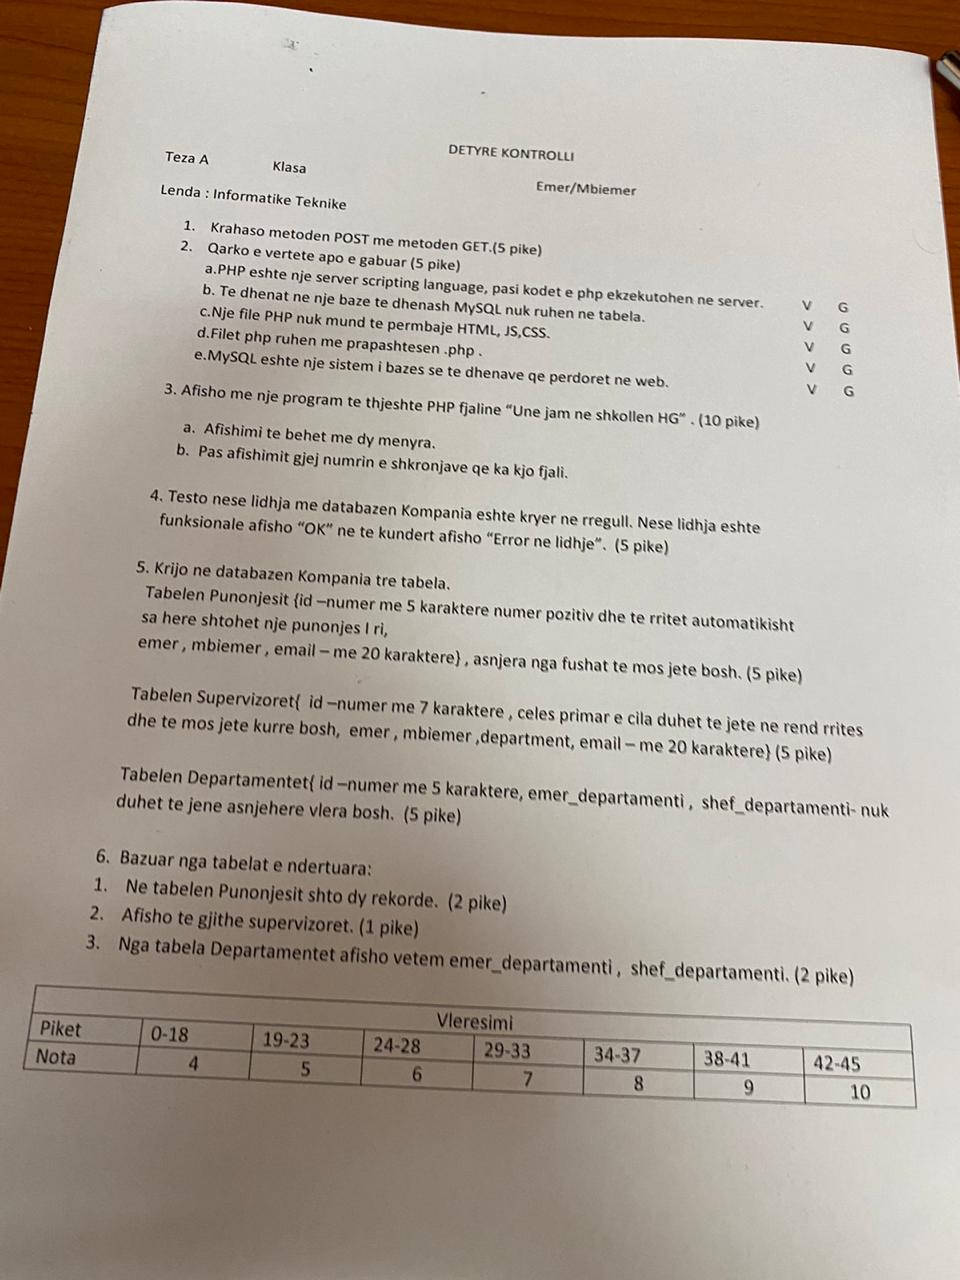 DETYRE KONTROLLI
Teza A Klasa
Emer/Mbiemer
Lenda : Informatike Teknike
1. Krahaso metoden POST me metoden GET.(5 pike)
2. Qarko e vertete apo e gabuar (5 pike)
a.PHP eshte nje server scripting language, pasi kodet e php ekzekutohen ne server. V G
b. Te dhenat ne nje baze te dhenash MySQL nuk ruhen ne tabela. V G
c.Nje file PHP nuk mund te permbaje HTML, JS,CSS. V G
d.Filet php ruhen me prapashtesen .php . V G
e.MySQL eshte nje sistem i bazes se te dhenave qe perdoret ne web. V G
3. Afisho me nje program te thjeshte PHP fjaline “Une jam ne shkollen HG” . (10 pike)
a. Afishimi te behet me dy menyra.
b. Pas afishimit gjej numrin e shkronjave qe ka kjo fjali.
4. Testo nese lidhja me databazen Kompania eshte kryer ne rregull. Nese lidhja eshte
funksionale afisho “OK” ne te kundert afisho “Error ne lidhje”. (5 pike)
5. Krijo ne databazen Kompania tre tabela.
Tabelen Punonjesit {id –numer me 5 karaktere numer pozitiv dhe te rritet automatikisht
sa here shtohet nje punonjes I ri,
emer , mbiemer , email – me 20 karaktere} , asnjera nga fushat te mos jete bosh. (5 pike)
Tabelen Supervizoret{ id –numer me 7 karaktere , celes primar e cila duhet te jete ne rend rrites
dhe te mos jete kurre bosh, emer , mbiemer ,department, email – me 20 karaktere} (5 pike)
Tabelen Departamentet{ id –numer me 5 karaktere, emer_departamenti , shef_departamenti- nuk
duhet te jene asnjehere vlera bosh. (5 pike)
6. Bazuar nga tabelat e ndertuara:
1. Ne tabelen Punonjesit shto dy rekorde. (2 pike)
2. Afisho te gjithe supervizoret. (1 pike)
3. Nga tabela Departamentet afisho vetem emer_departamenti , shef_departamenti. (2 pike)
Vleresimi
Piket 0-18 19-23 24-28 29-33 34-37 38-41 42-45
Nota 4 5 6 7 8 9 10